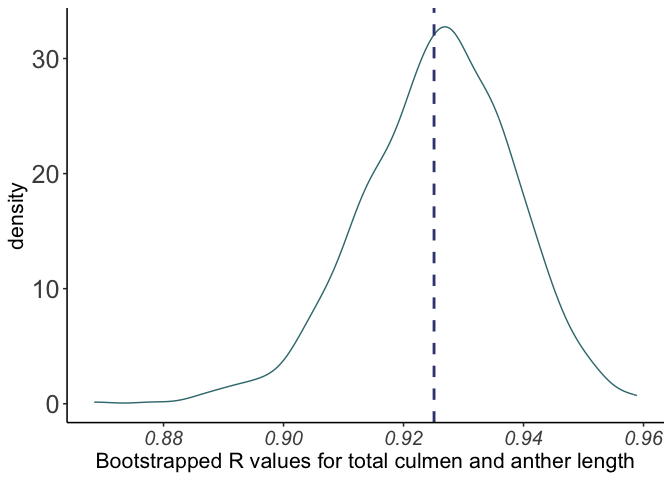 density
30
20
10
0
0.88 0.90 0.92 0.94 0.96
Bootstrapped R values for total culmen and anther length